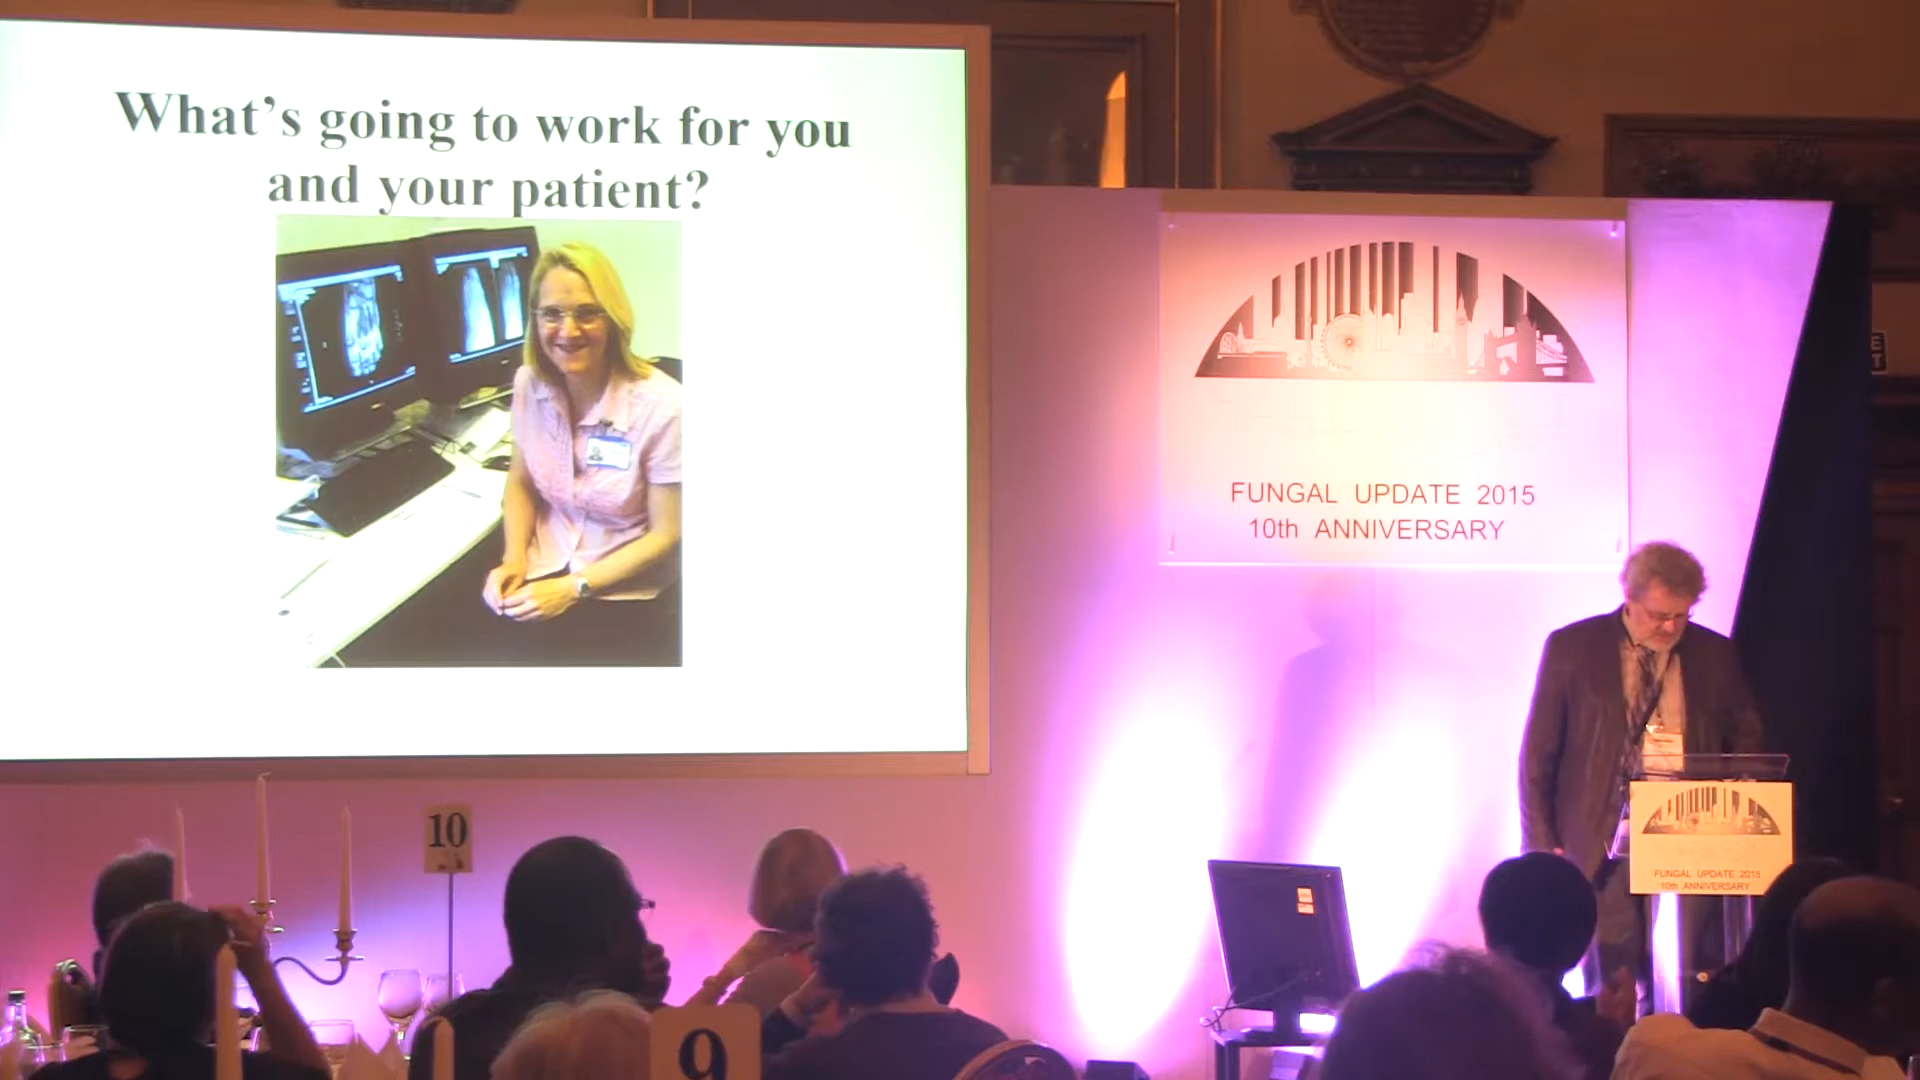 What's going to work for you
and your patient?
FUNGAL UPDATE 2015
10th ANNIVERSARY
10
FUNGAL UPDATE 2015
10th ANNIVERSARY
9